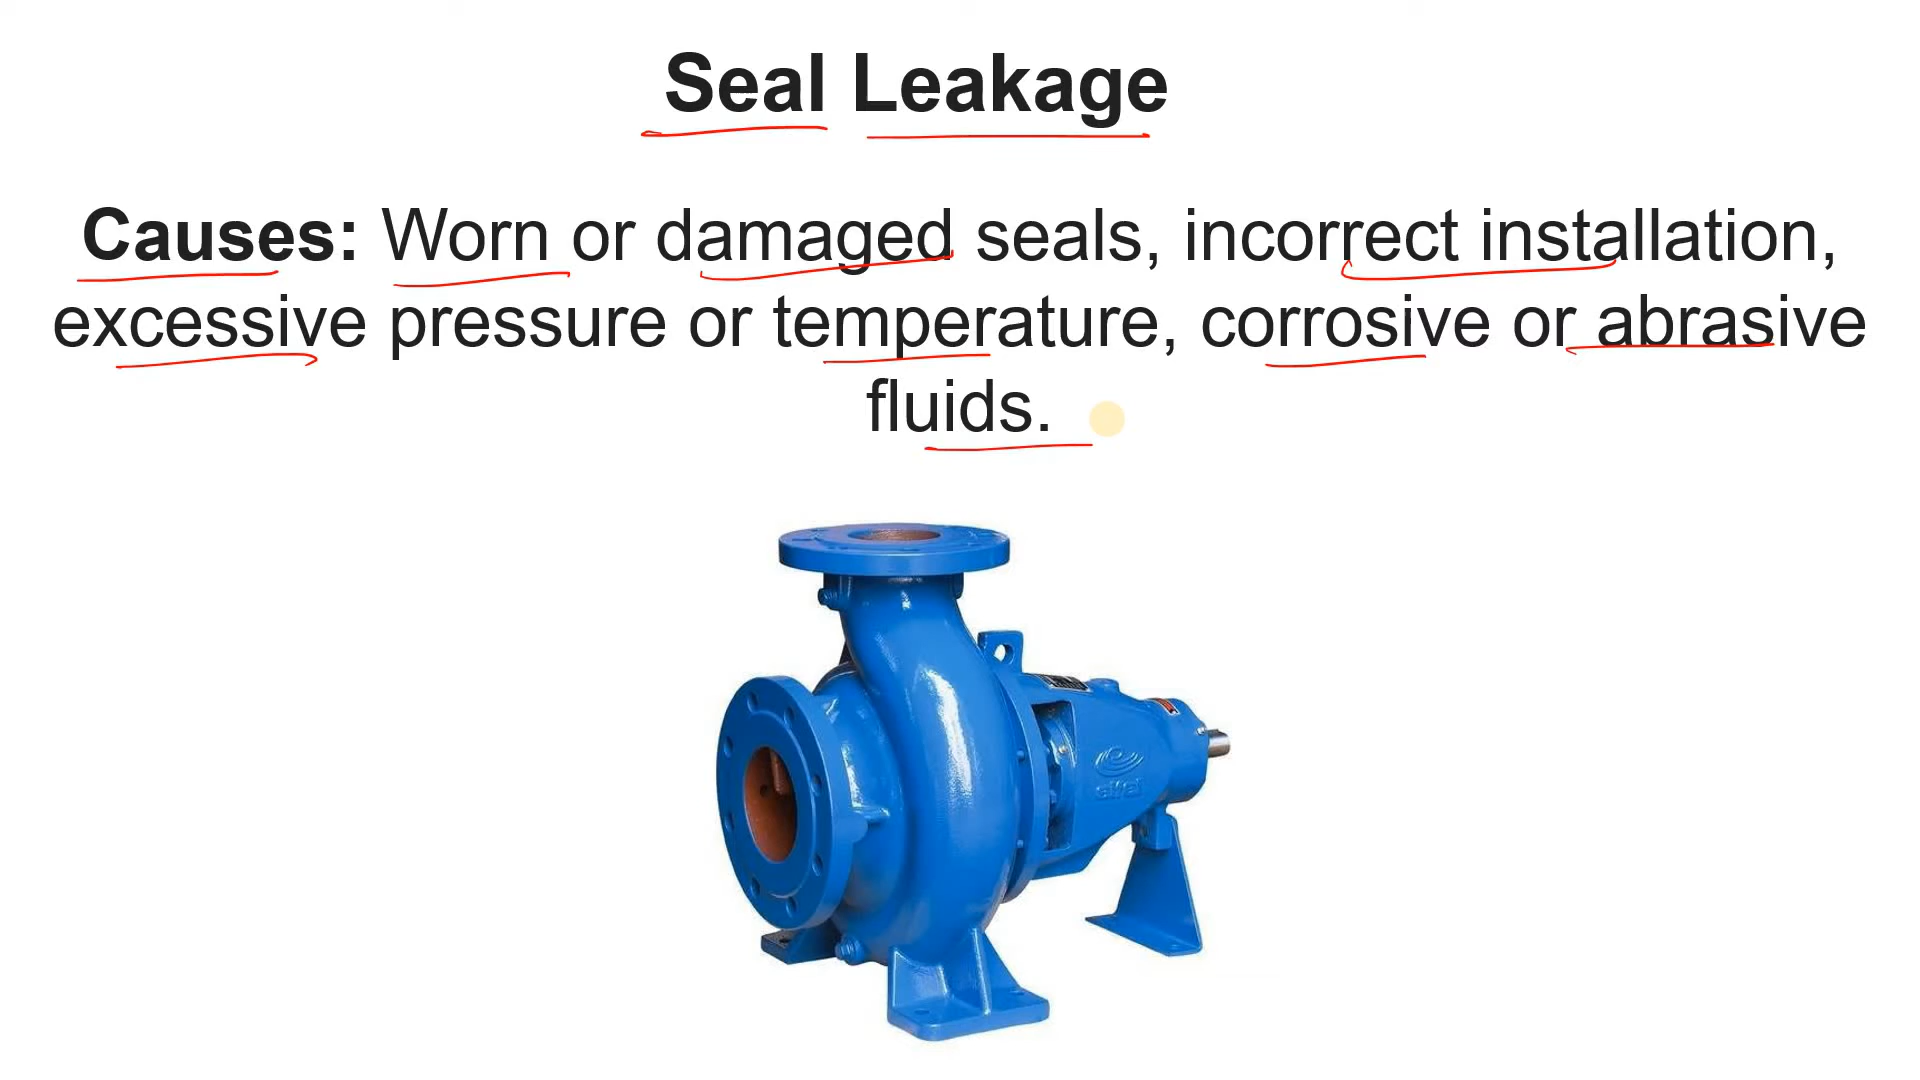 Seal Leakage
Causes: Worn or damaged seals, incorrect installation,
excessive pressure or temperature, corrosive or abrasive
fluids.